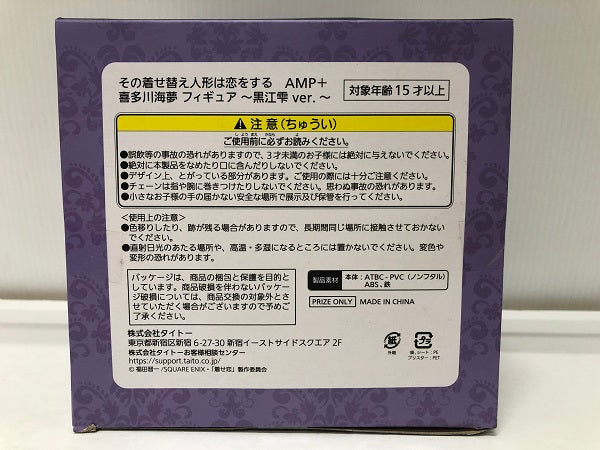 その着せ替え人形は恋をする AMP+
喜多川海夢 フィギュア ～黒江雫 ver.～
対象年齢 15 才以上
注意(ちゅうい)
ご使用前に必ずお読みください。
●誤飲等の事故の恐れがありますので、3才未満のお子様には絶対に与えないでください。
●絶対に本製品をなめたり口に含んだりしないでください。
●デザイン上、とがっている部分があります。ご使用の際には十分ご注意ください。
●チェーンは指や腕に巻きつけたりしないでください。思わぬ事故の恐れがあります。
●小さなお子様の手の届かない安全な場所で展示及び保管を行ってください。
<使用上の注意>
●色移りしたり、跡が残る場合がありますので、長期間同じ場所に接触させておかない
でください。
●直射日光のあたる場所や、高温・多湿になるところには置かないでください。変色や
変形の恐れがあります。
パッケージは、商品の梱包と保護を目的と
しています。商品破損を伴わないパッケー
ジ破損については、商品交換の対象外とさ
せていただく場合がございますので予めご
了承ください。
製品素材
本体:ATBC-PVC(ノンフタル)
ABS、鉄
PRIZE ONLY
MADE IN CHINA
株式会社タイトー
東京都新宿区新宿 6-27-30 新宿イーストサイドスクエア 2F
株式会社タイトーお客様相談センター
https://support.taito.co.jp/
© 福田晋一/SQUARE ENIX・「着せ恋」製作委員会
紙
外箱
プラ
袋、シート:PE
ブリスター:PET